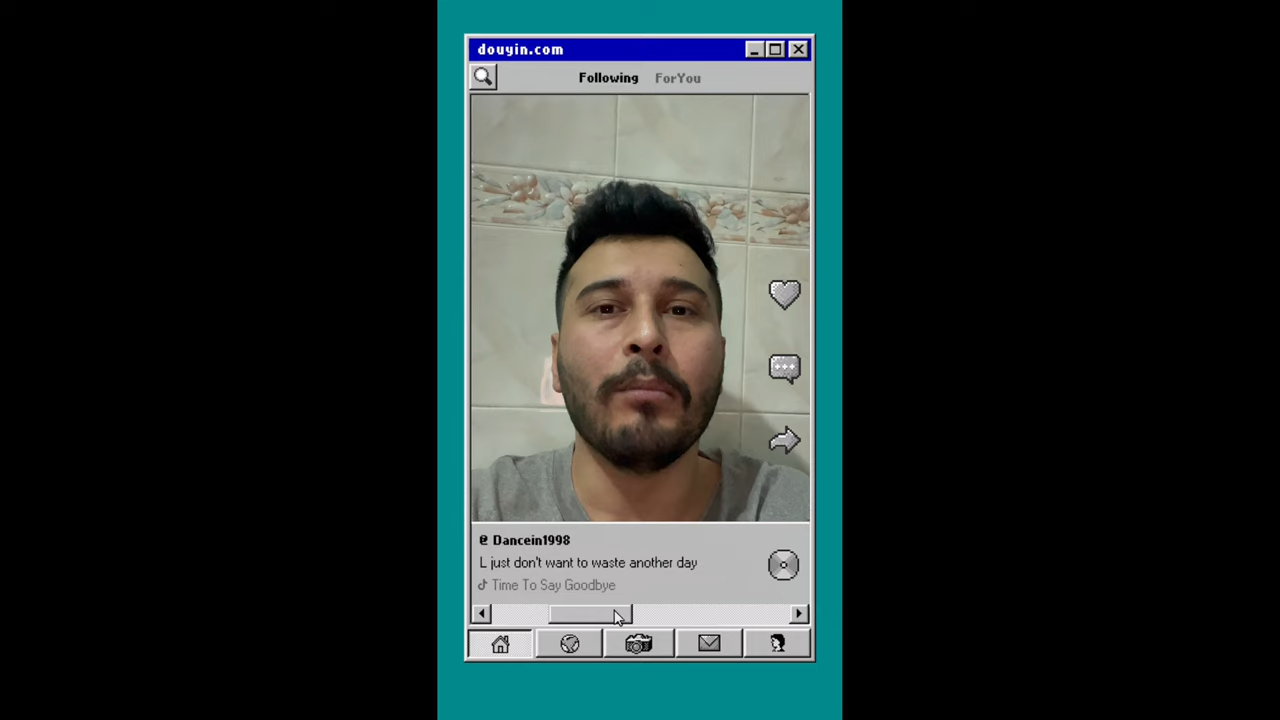 douyin.com
Following ForYou
@ Dancein1998
L just don't want to waste another day
Time To Say Goodbye